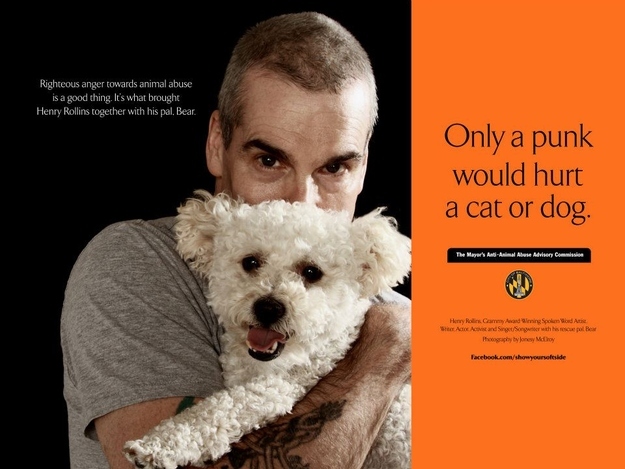 Righteous anger towards animal abuse
is a good thing. It's what brought
Henry Rollins together with his pal, Bear.
Only a punk
would hurt
a cat or dog.
The Mayor's Anti-Animal Abuse Advisory Commission
Henry Rollins, Grammy Award-Winning Spoken Word Artist,
Writer, Actor, Activist and Singer/Songwriter with his rescue pal Bear
Photography by
Facebook.com/showyoursoftside